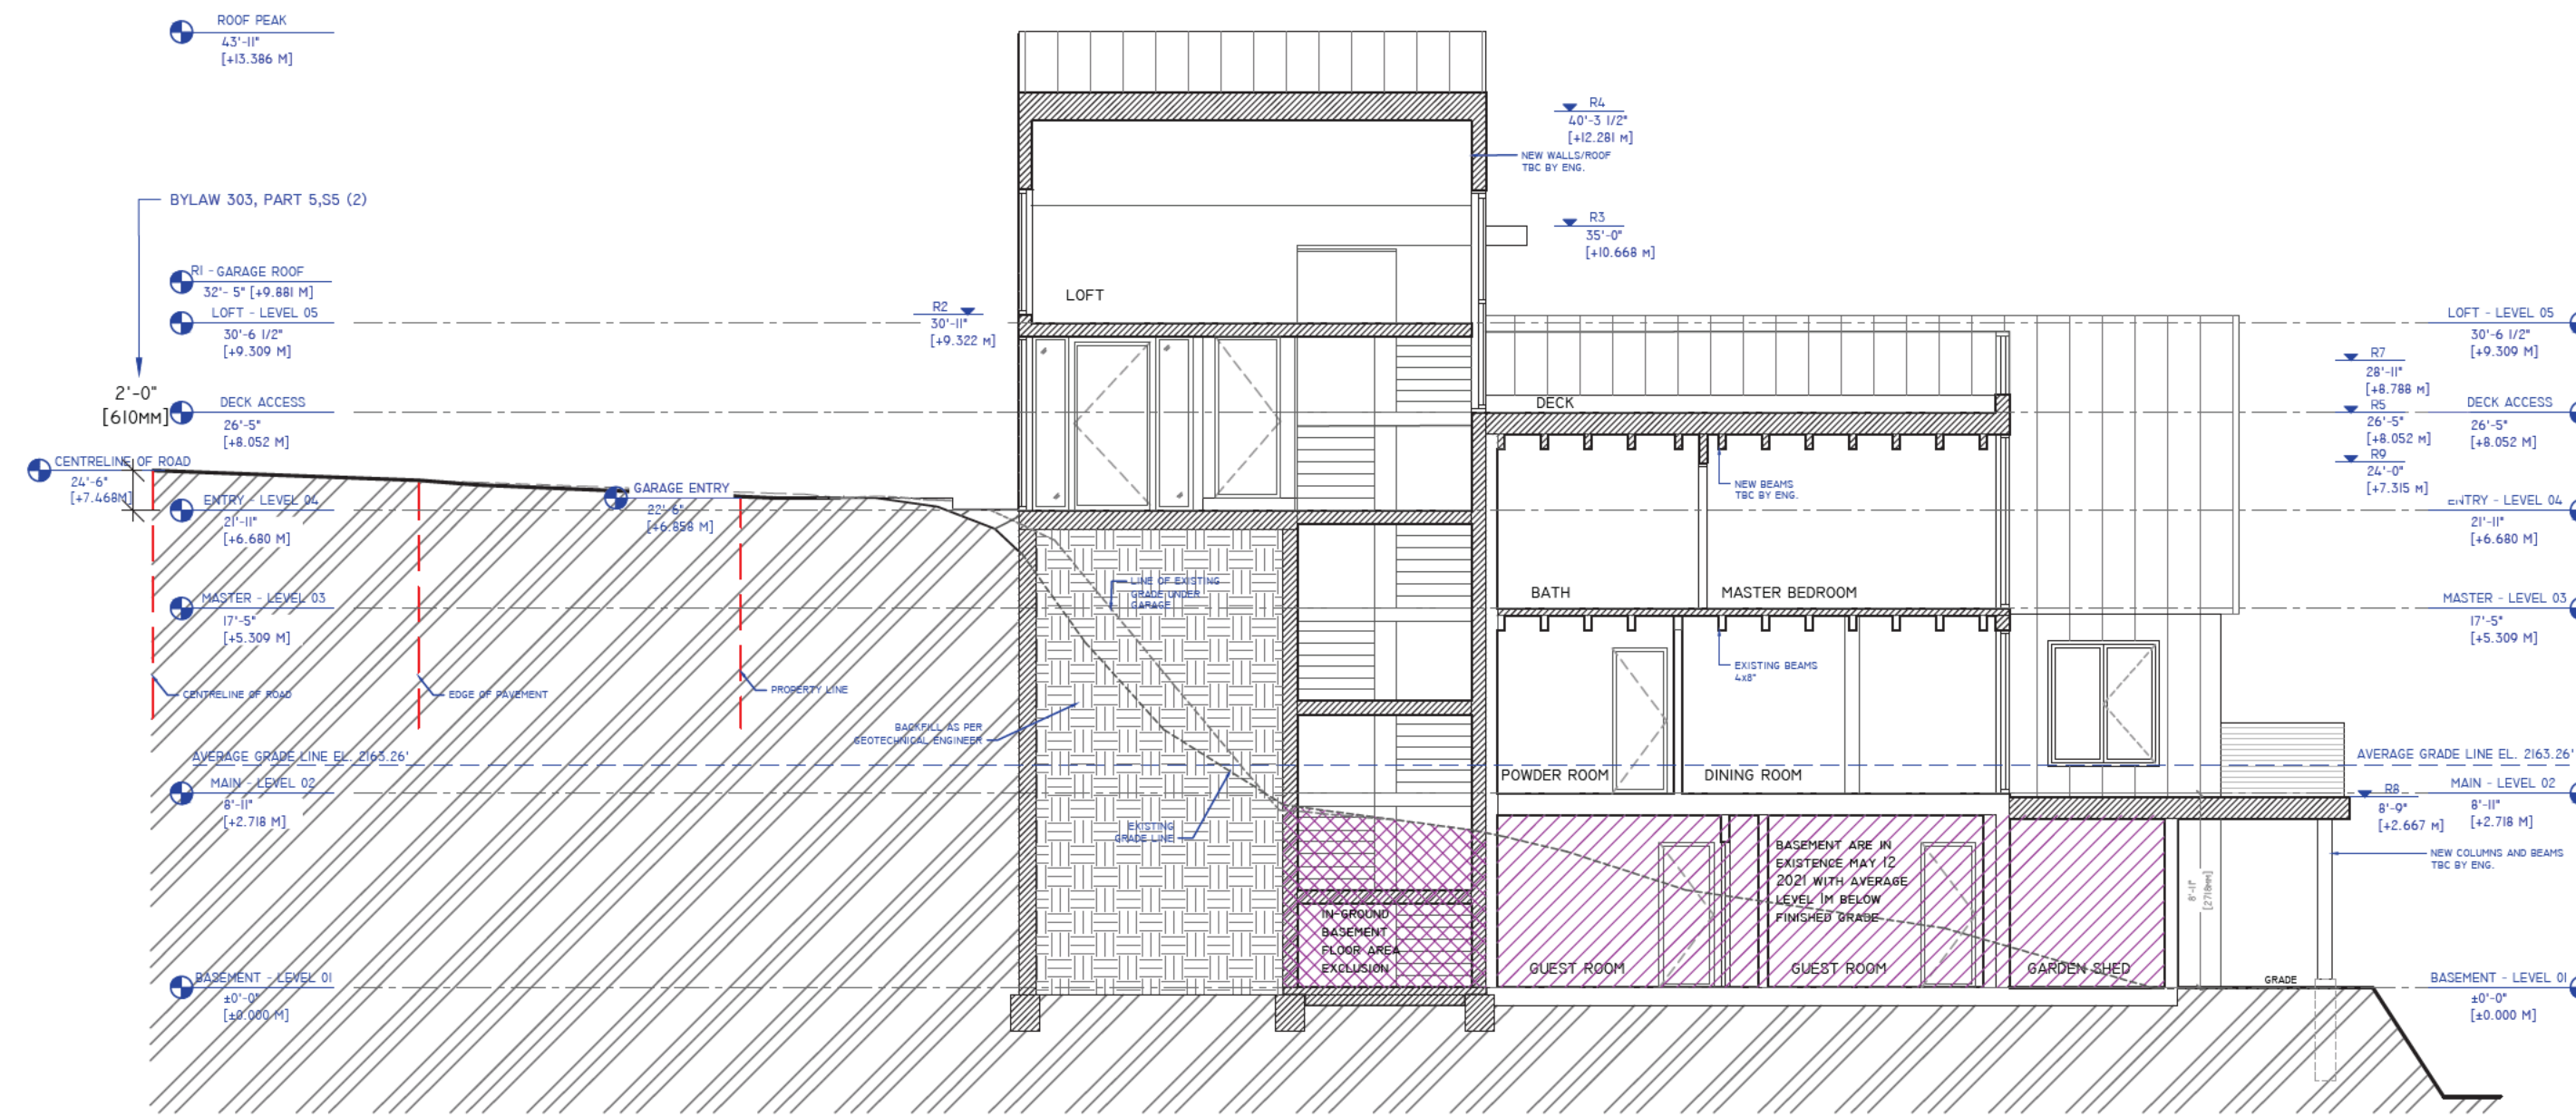 ROOF PEAK
43'-11"
[+13.386 M]
BYLAW 303, PART 5,S5 (2)
R1 - GARAGE ROOF
32'- 5" [+9.881 M]
LOFT - LEVEL 05
30'-6 1/2"
[+9.309 M]
2'-0"
[610MM]
DECK ACCESS
26'-5"
[+8.052 M]
CENTRELINE OF ROAD
24'-6"
[+7.468M]
ENTRY - LEVEL 04
21'-11"
[+6.680 M]
GARAGE ENTRY
22'-6"
[+6.858 M]
MASTER - LEVEL 03
17'-5"
[+5.309 M]
CENTRELINE OF ROAD
EDGE OF PAVEMENT
PROPERTY LINE
AVERAGE GRADE LINE EL. 2163.26'
MAIN - LEVEL 02
8'-11"
[+2.718 M]
BASEMENT - LEVEL 01
±0'-0"
[±0.000 M]
R2
30'-11"
[+9.322 M]
R4
40'-3 1/2"
[+12.281 M]
NEW WALLS/ROOF
TBC BY ENG.
R3
35'-0"
[+10.668 M]
LOFT
DECK
NEW BEAMS
TBC BY ENG.
BATH
MASTER BEDROOM
LINE OF EXISTING
GRADE UNDER
GARAGE
EXISTING BEAMS
4x8"
BACKFILL AS PER
GEOTECHNICAL ENGINEER
POWDER ROOM
DINING ROOM
EXISTING
GRADE LINE
BASEMENT ARE IN
EXISTENCE MAY 12
2021 WITH AVERAGE
LEVEL 1M BELOW
FINISHED GRADE
IN-GROUND
BASEMENT
FLOOR AREA
EXCLUSION
GUEST ROOM
GUEST ROOM
GARDEN SHED
8'-11"
[2718MM]
GRADE
LOFT - LEVEL 05
30'-6 1/2"
[+9.309 M]
R7
28'-11"
[+8.788 M]
R5
26'-5"
[+8.052 M]
DECK ACCESS
26'-5"
[+8.052 M]
R9
24'-0"
[+7.315 M]
ENTRY - LEVEL 04
21'-11"
[+6.680 M]
MASTER - LEVEL 03
17'-5"
[+5.309 M]
AVERAGE GRADE LINE EL. 2163.26'
R8
8'-9"
[+2.667 M]
MAIN - LEVEL 02
8'-11"
[+2.718 M]
NEW COLUMNS AND BEAMS
TBC BY ENG.
BASEMENT - LEVEL 01
±0'-0"
[±0.000 M]